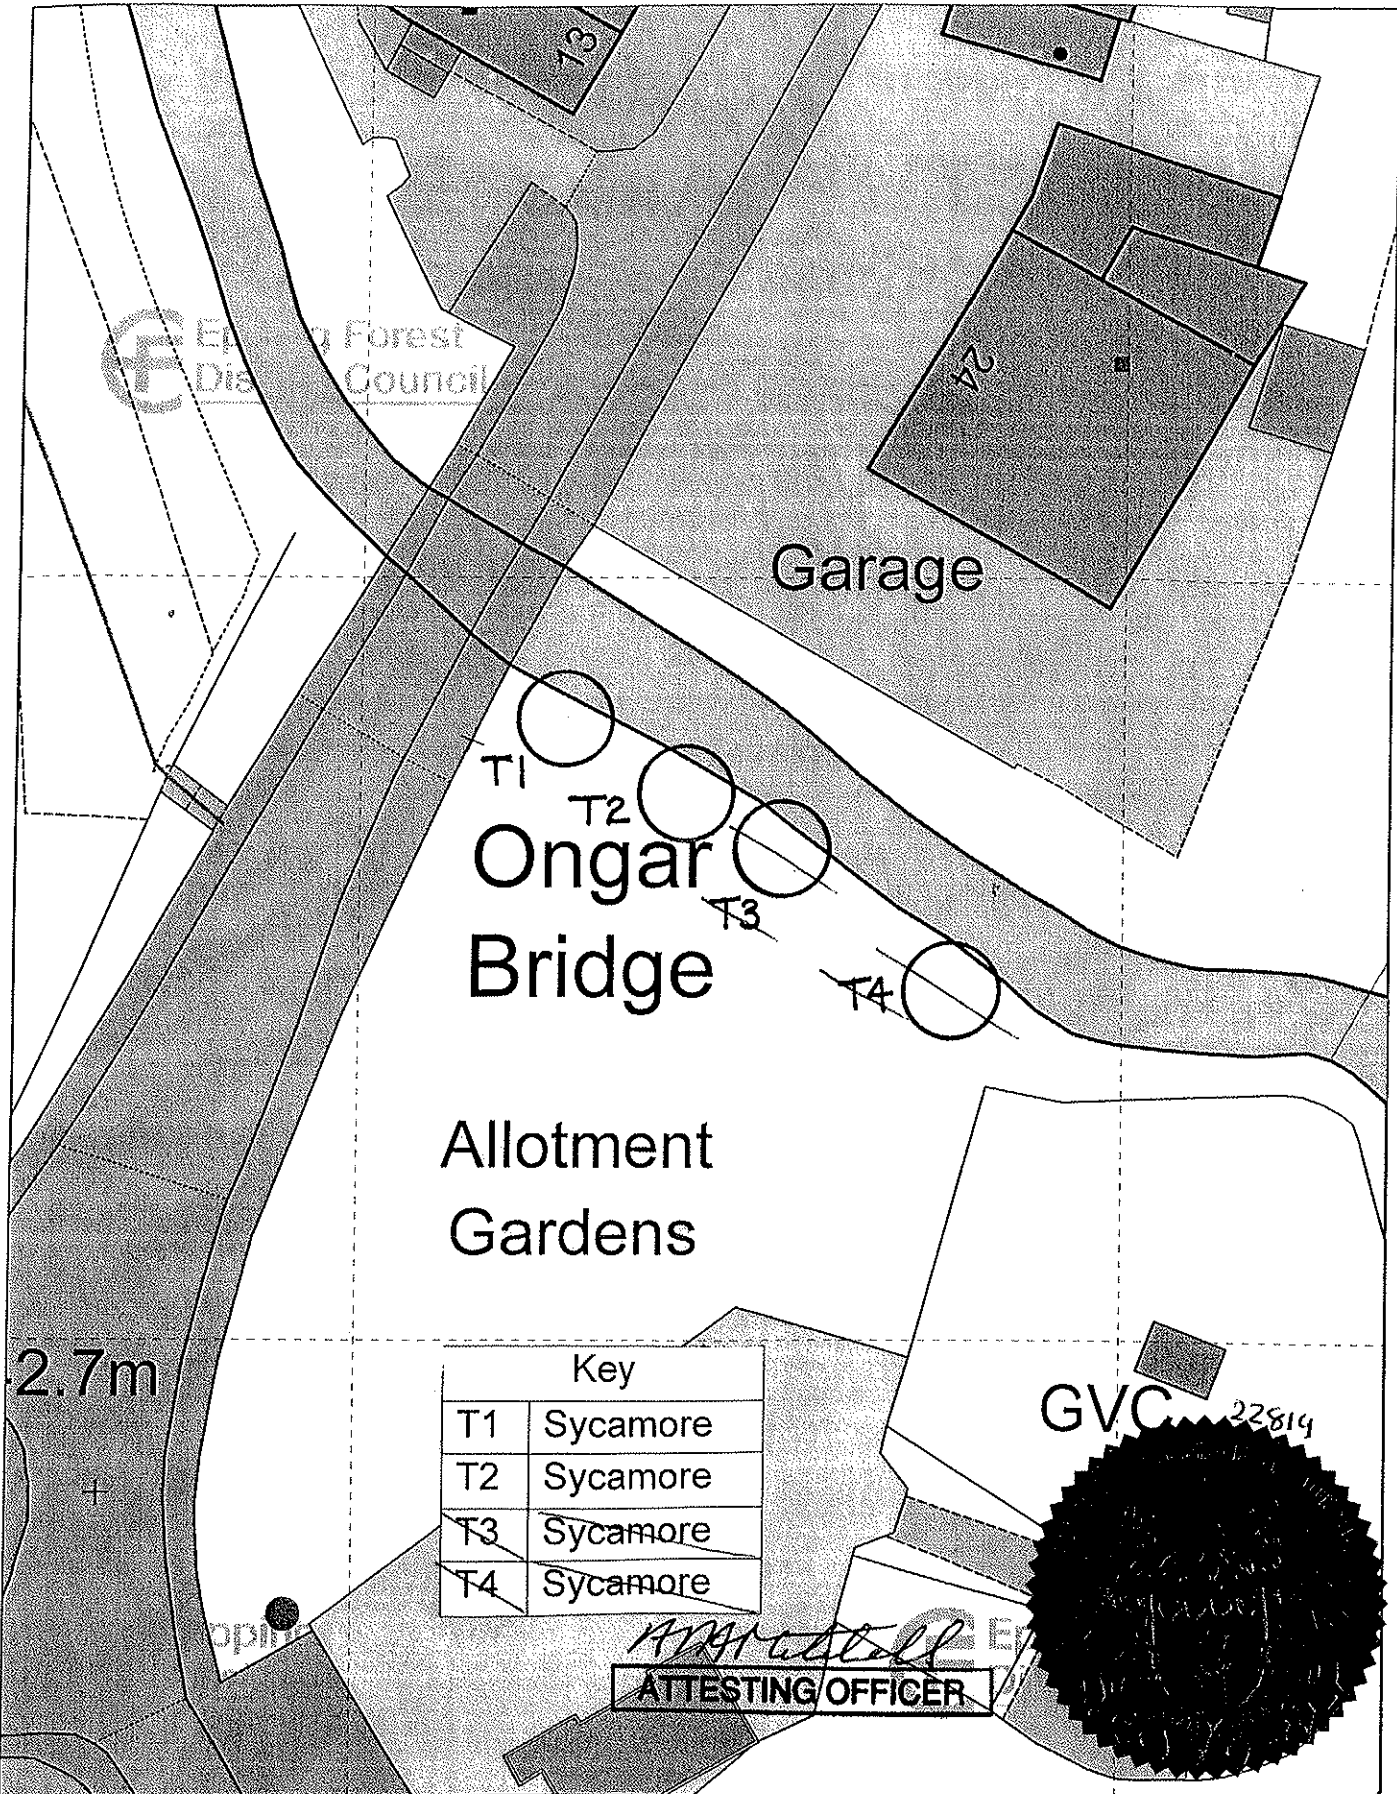 13
Epping Forest
District Council
24
Garage
T1
T2
Ongar
Bridge
T3
T4
Allotment
Gardens
2.7m
Key
T1 Sycamore
T2 Sycamore
T3 Sycamore
T4 Sycamore
GVC
22814
pping
ATTESTING OFFICER